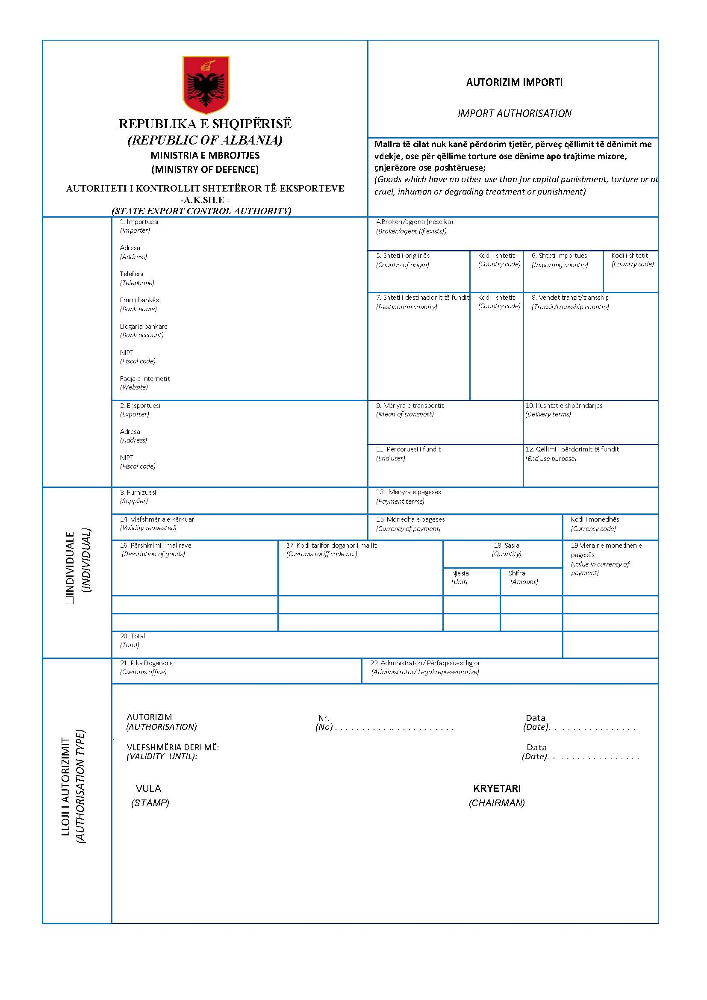 REPUBLIKA E SHQIPËRISË
(REPUBLIC OF ALBANIA)
MINISTRIA E MBROJTJES
(MINISTRY OF DEFENCE)
AUTORITETI I KONTROLLIT SHTETËROR TË EKSPORTEVE
-A.K.SH.E -
(STATE EXPORT CONTROL AUTHORITY)
AUTORIZIM IMPORTI
IMPORT AUTHORISATION
Mallra të cilat nuk kanë përdorim tjetër, përveç qëllimit të dënimit me
vdekje, ose për qëllime torture ose dënime apo trajtime mizore,
çnjerëzore ose poshtëruese;
(Goods which have no other use than for capital punishment, torture or ot
cruel, inhuman or degrading treatment or punishment)
1. Importuesi
(Importer)
Adresa
(Address)
Telefoni
(Telephone)
Emri i bankës
(Bank name)
Llogaria bankare
(Bank account)
NIPT
(Fiscal code)
Faqja e internetit
(Website)
4.Brokeri/agjenti (nëse ka)
(Broker/agent (if exists))
5. Shteti i origjinës
(Country of origin)
Kodi i shtetit
(Country code)
6. Shteti Importues
(Importing country)
Kodi i shtetit
(Country code)
7. Shteti i destinacionit të fundit
(Destination country)
Kodi i shtetit
(Country code)
8. Vendet tranzit/transship
(Transit/transship country)
2. Eksportuesi
(Exporter)
Adresa
(Address)
NIPT
(Fiscal code)
9. Mënyra e transportit
(Mean of transport)
10. Kushtet e shpërndarjes
(Delivery terms)
11. Përdoruesi i fundit
(End user)
12. Qëllimi i përdorimit të fundit
(End use purpose)
☐INDIVIDUALE
(INDIVIDUAL)
3. Furnizuesi
(Supplier)
13. Mënyra e pagesës
(Payment terms)
14. Vlefshmëria e kërkuar
(Validity requested)
15. Monedha e pagesës
(Currency of payment)
Kodi i monedhës
(Currency code)
16. Përshkrimi i mallrave
(Description of goods)
17. Kodi tarifor doganor i mallit
(Customs tariff code no.)
18. Sasia
(Quantity)
Njesia
(Unit)
Shifra
(Amount)
19.Vlera në monedhën e
pagesës
(value in currency of
payment)
20. Totali
(Total)
LLOJI I AUTORIZIMIT
(AUTHORISATION TYPE)
21. Pika Doganore
(Customs office)
22. Administratori/ Përfaqesuesi ligjor
(Administrator/ Legal representative)
AUTORIZIM
(AUTHORISATION)
Nr.
(No) . . . . . . . . . . .. . . . . . . . . . . .
Data
(Date). . . . . . . . . . . . . . . . .
.
VLEFSHMËRIA DERI MË:
(VALIDITY UNTIL):
Data
(Date). . . . . . . . . . . . . . . . .
VULA
(STAMP)
KRYETARI
(CHAIRMAN)